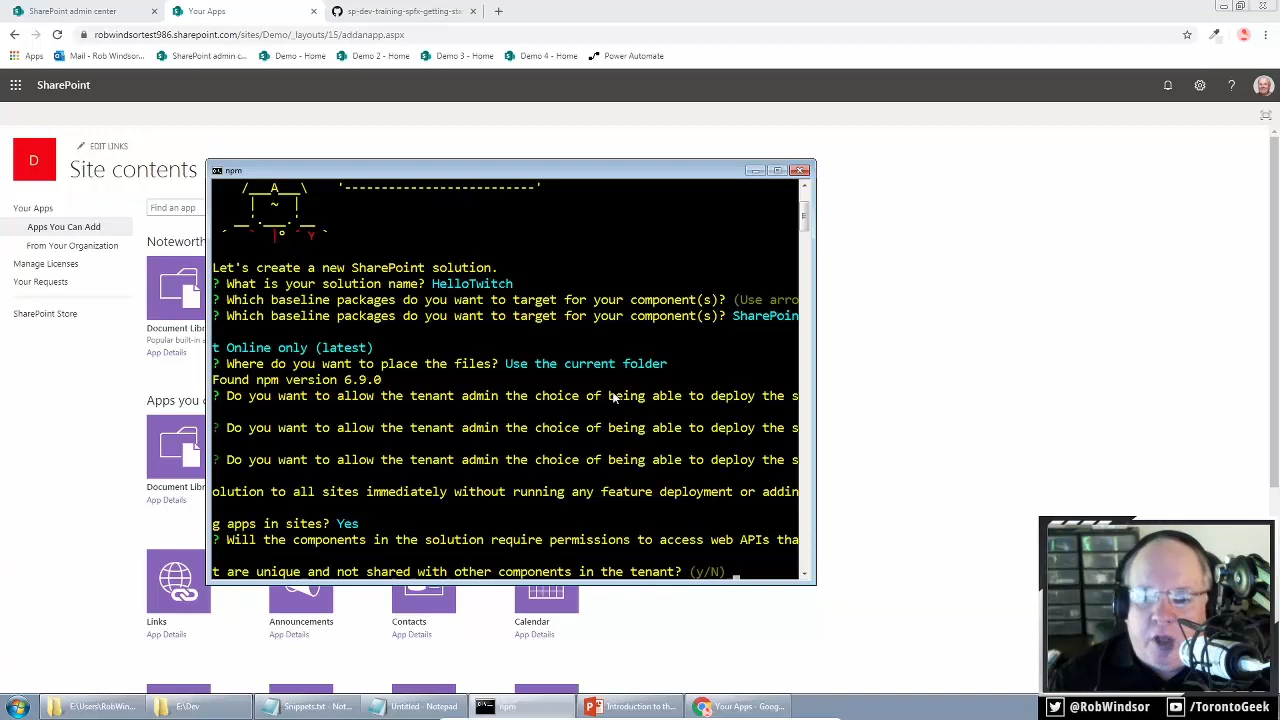 SharePoint admin center
Your Apps
sp-dev-training-spfx-getting-sta
robwindsortest986.sharepoint.com/sites/Demo/_layouts/15/addanapp.aspx
Apps
Mail - Rob Windsor...
SharePoint admin c...
Demo - Home
Demo 2 - Home
Demo 3 - Home
Demo 4 - Home
Power Automate
SharePoint
?
D
EDIT LINKS
Site contents
Your Apps
Apps You Can Add
From Your Organization
Manage Licenses
Your Requests
SharePoint Store
Find an app
Noteworth
Document Libr
Popular built-in a
App Details
Apps you c
Document Libr
App Details
Links
App Details
Announcements
App Details
Contacts
App Details
Calendar
App Details
npm
/___A___\   '--------------------------'
|  ~  |
__'.___.'__
´   `  |° ´ Y `
Let's create a new SharePoint solution.
? What is your solution name? HelloTwitch
? Which baseline packages do you want to target for your component(s)? (Use arro
? Which baseline packages do you want to target for your component(s)? SharePoin
t Online only (latest)
? Where do you want to place the files? Use the current folder
Found npm version 6.9.0
? Do you want to allow the tenant admin the choice of being able to deploy the s
? Do you want to allow the tenant admin the choice of being able to deploy the s
? Do you want to allow the tenant admin the choice of being able to deploy the s
olution to all sites immediately without running any feature deployment or addin
g apps in sites? Yes
? Will the components in the solution require permissions to access web APIs tha
t are unique and not shared with other components in the tenant? (y/N)
E:\Users\RobWin...
E:\Dev
Snippets.txt - Not...
Untitled - Notepad
npm
Introduction to th...
Your Apps - Goog...
@RobWindsor
/TorontoGeek